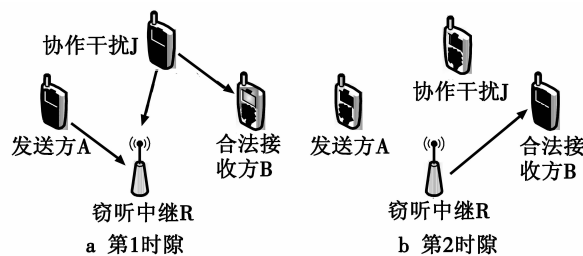 协作干扰J
发送方A
合法接
收方B
窃听中继R
a 第1时隙
协作干扰J
发送方A
合法接
收方B
窃听中继R
b 第2时隙